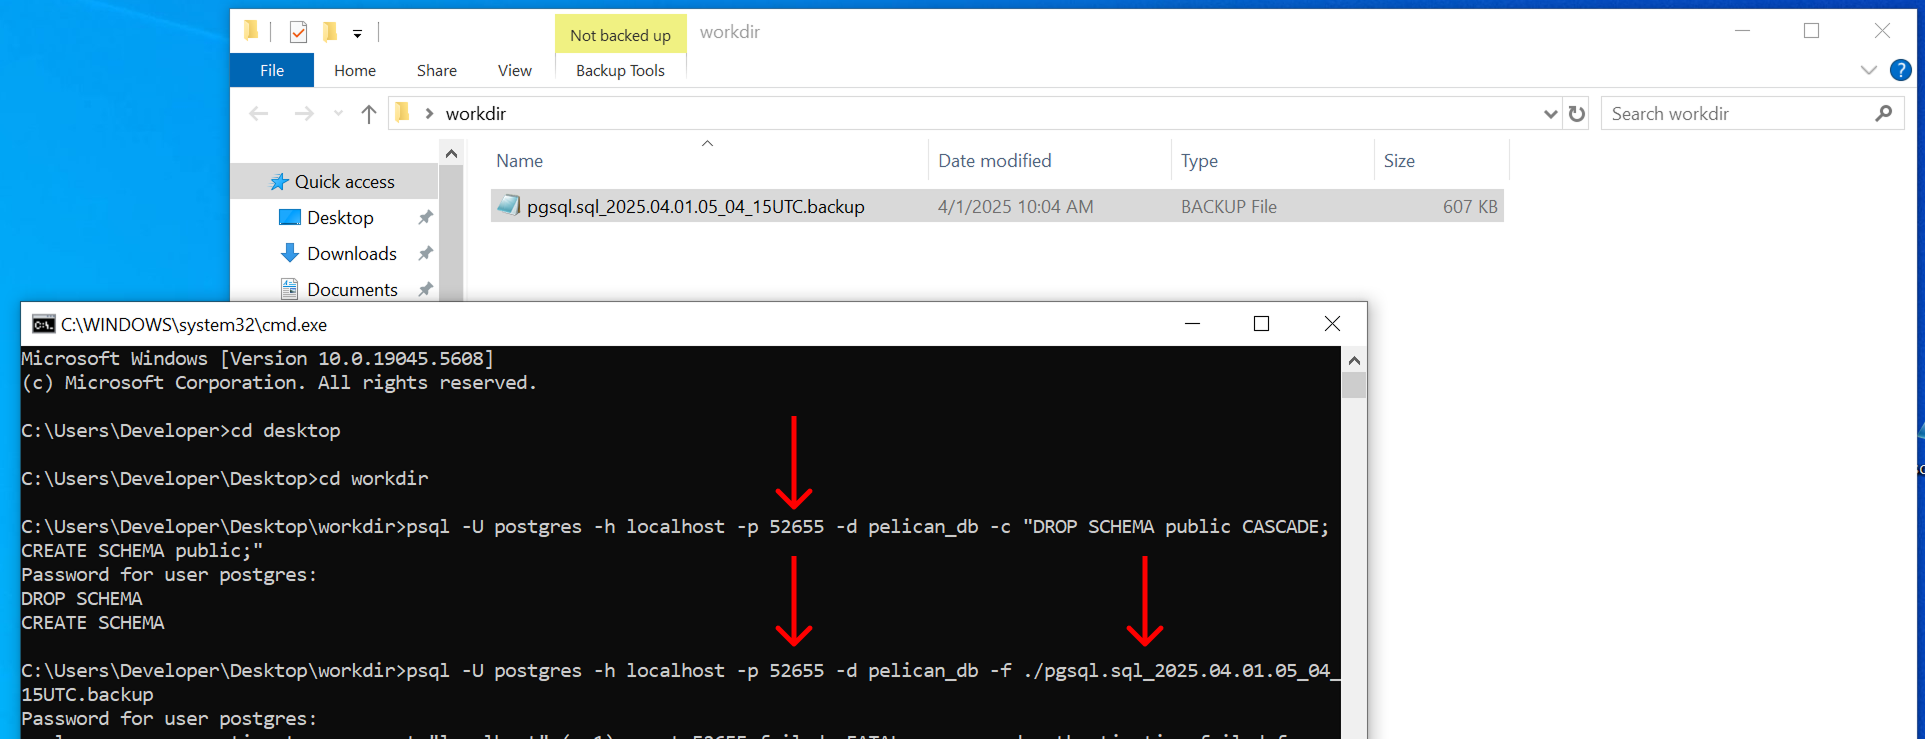 Not backed up
workdir
File
Home
Share
View
Backup Tools
?
workdir
Search workdir
Name
Date modified
Type
Size
Quick access
pgsql.sql_2025.04.01.05_04_15UTC.backup
4/1/2025 10:04 AM
BACKUP File
607 KB
Desktop
Downloads
Documents
C:\WINDOWS\system32\cmd.exe
Microsoft Windows [Version 10.0.19045.5608]
(c) Microsoft Corporation. All rights reserved.
C:\Users\Developer>cd desktop
C:\Users\Developer\Desktop>cd workdir
C:\Users\Developer\Desktop\workdir>psql -U postgres -h localhost -p 52655 -d pelican_db -c "DROP SCHEMA public CASCADE;
CREATE SCHEMA public;"
Password for user postgres:
DROP SCHEMA
CREATE SCHEMA
C:\Users\Developer\Desktop\workdir>psql -U postgres -h localhost -p 52655 -d pelican_db -f ./pgsql.sql_2025.04.01.05_04_
15UTC.backup
Password for user postgres: